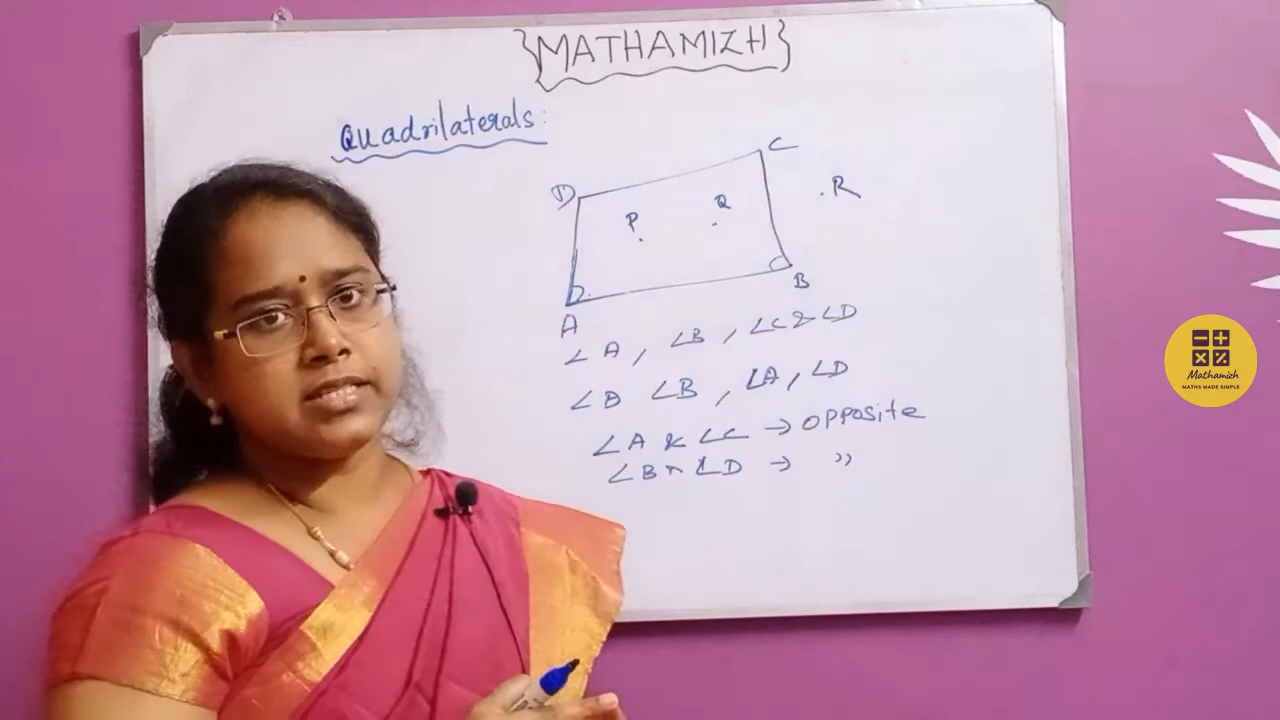 MATHAMIZH
Quadrilaterals:
D
C
P
Q
R
A
B
∠A, ∠B, ∠C & ∠D
∠B, ∠A, ∠D
∠A & ∠C → Opposite
∠B & ∠D → "
Mathamizh
MATHS MADE SIMPLE